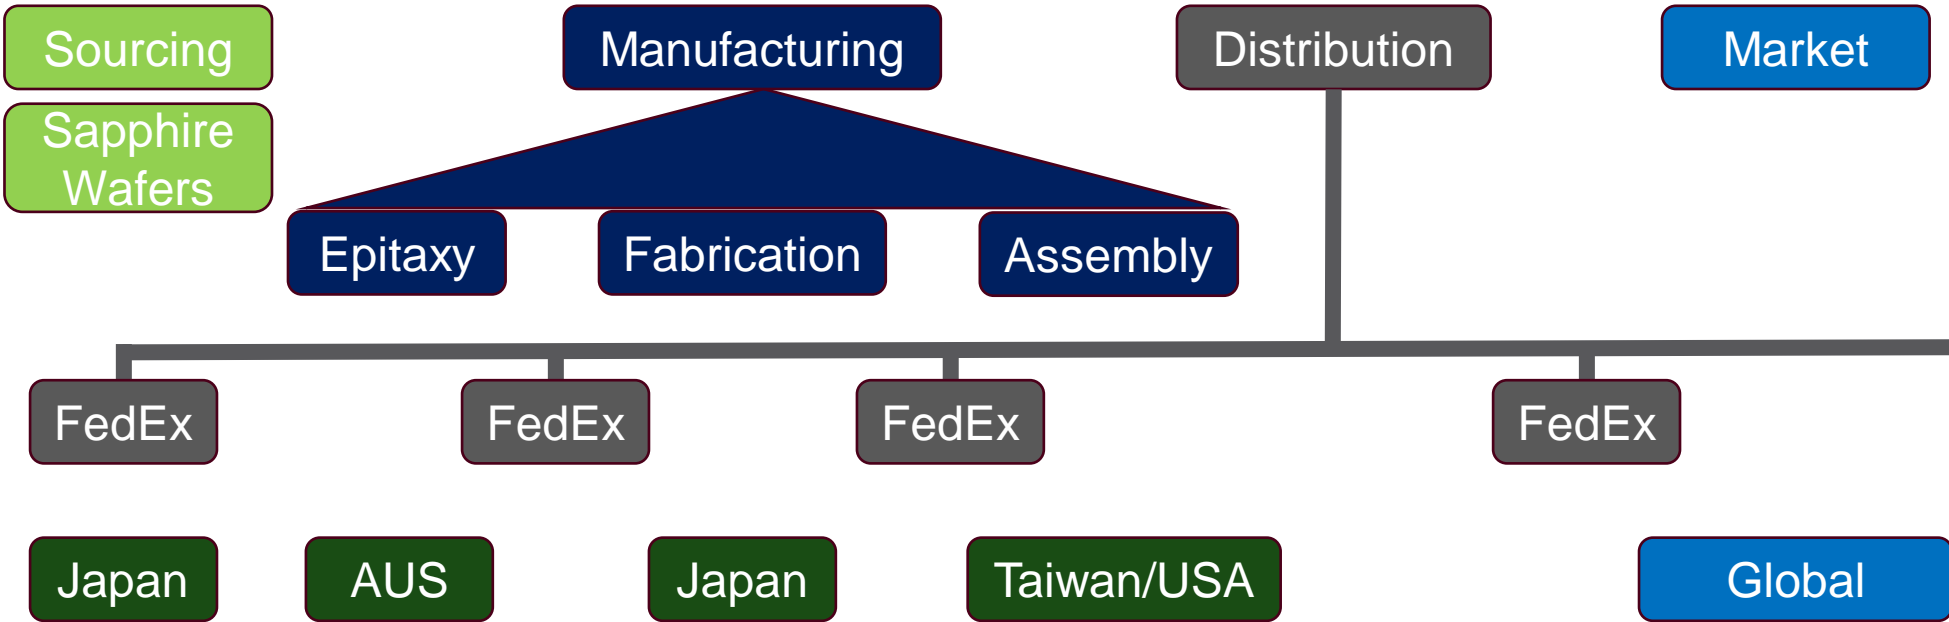 Sourcing
Manufacturing
Distribution
Market
Sapphire
Wafers
Epitaxy
Fabrication
Assembly
FedEx
FedEx
FedEx
FedEx
Japan
AUS
Japan
Taiwan/USA
Global